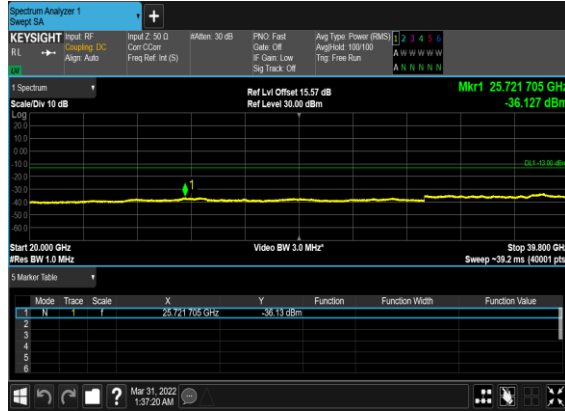 Spectrum Analyzer 1
Swept SA
+
KEYSIGHT Input: RF Input Z: 50 Ω #Atten: 30 dB PNO: Fast Avg Type: Power (RMS) 1 2 3 4 5 6
RL Coupling: DC Corr CCorr Gate: Off Avg|Hold: 100/100 A W W W W W
Align: Auto Freq Ref: Int (S) IF Gain: Low Trig: Free Run
Sig Track: Off A N N N N N
LXI
1 Spectrum Ref Lvl Offset 15.57 dB Mkr1 25.721 705 GHz
Scale/Div 10 dB Ref Level 30.00 dBm -36.127 dBm
Log
20.0
10.0
0.00
-10.0 DL1 -13.00 dBm
-20.0
-30.0 1
-40.0
-50.0
-60.0
Start 20.000 GHz Video BW 3.0 MHz* Stop 39.800 GHz
#Res BW 1.0 MHz Sweep ~39.2 ms (40001 pts
5 Marker Table
Mode Trace Scale X Y Function Function Width Function Value
1 N 1 f 25.721 705 GHz -36.13 dBm
2
3
4
5
6
? Mar 31, 2022
1:37:20 AM